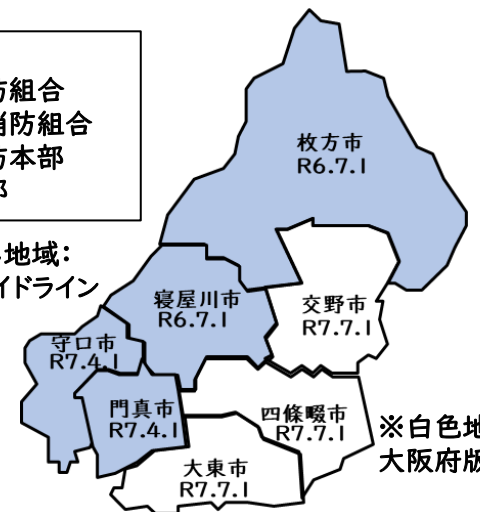 防組合
消防組合
防本部
部
地域：
イドライン
枚方市
R6.7.1
寝屋川市
R6.7.1
交野市
R7.7.1
守口市
R7.4.1
門真市
R7.4.1
四條畷市
R7.7.1
大東市
R7.7.1
※白色地
大阪府版